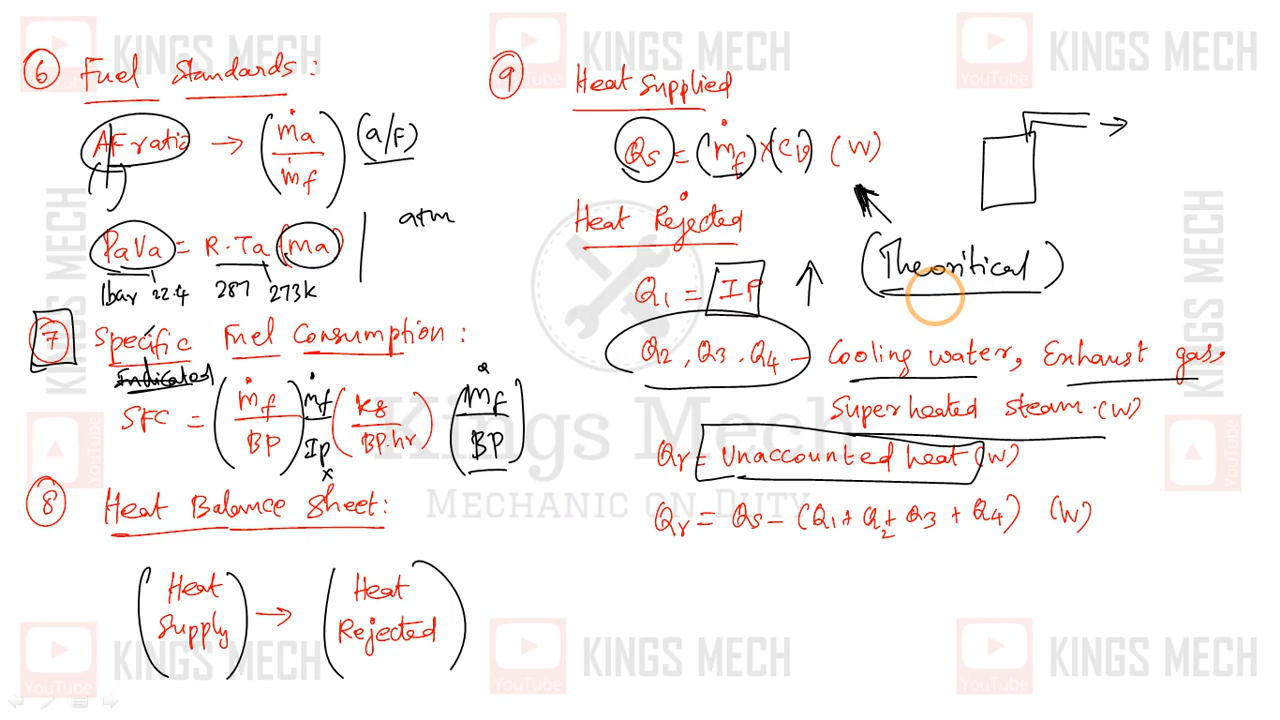 ⑥ Fuel Standards:
AF ratio → (ṁa / ṁf) (a/F)
PaVa = R.Ta (ma)
1bar 22.4 287 273k
atm
⑦ Specific Fuel Consumption:
Indicated
SFC = (ṁf / BP) ṁf / Ip (kg / BP.hr) (ṁf / BP)
x
⑧ Heat Balance Sheet:
(Heat Supply) → (Heat Rejected)
⑨ Heat Supplied
Qs = (ṁf) × (CV) (W)
Heat Rejected
(Theoritical)
Q1 = IP ↑
Q2, Q3, Q4 – Cooling water, Exhaust gas,
Superheated steam. (W)
Qr = Unaccounted heat (W)
Qr = Qs – (Q1 + Q2 + Q3 + Q4) (W)
Kings Mech
MECHANIC ON DUTY
KINGS MECH
YouTube